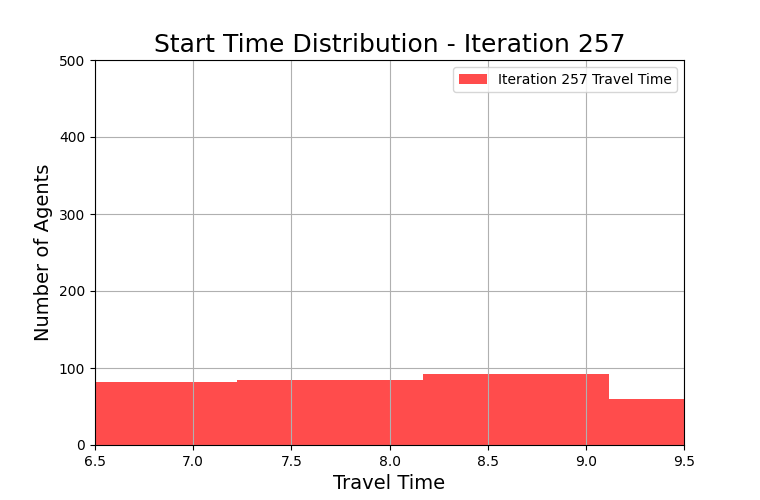 Start Time Distribution - Iteration 257
Iteration 257 Travel Time
Number of Agents
500
400
300
200
100
0
6.5 7.0 7.5 8.0 8.5 9.0 9.5
Travel Time